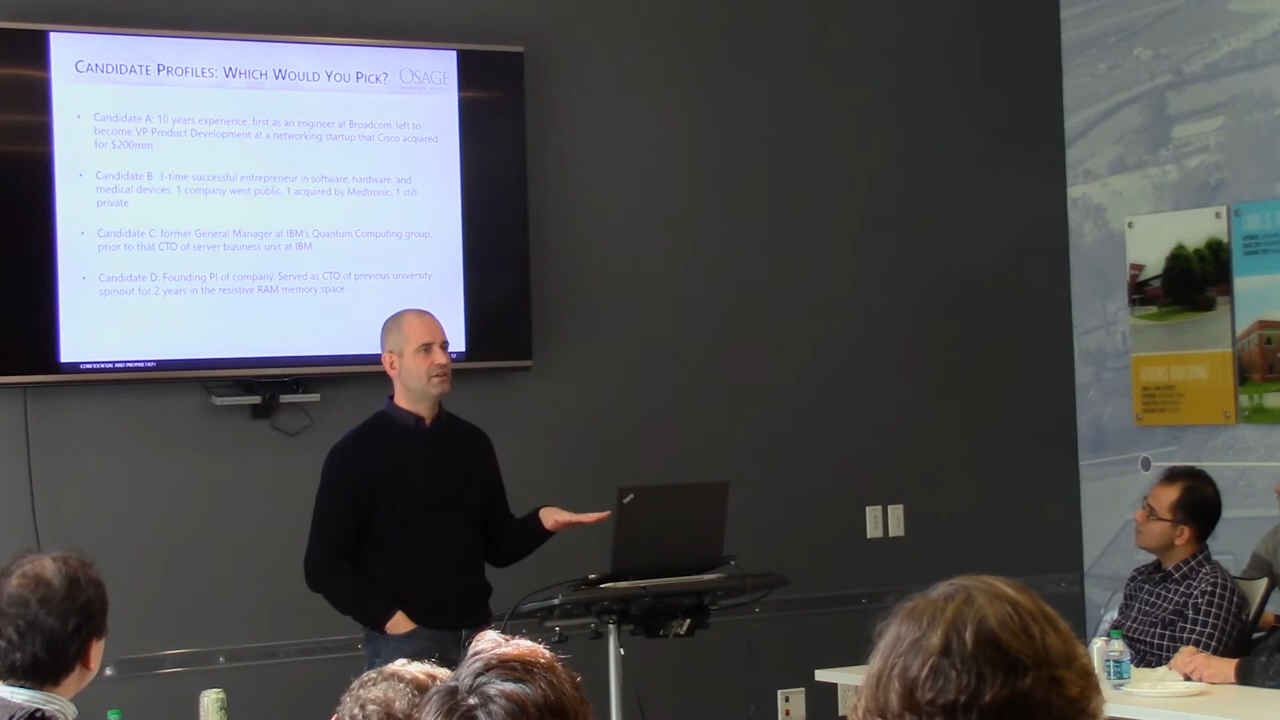 CANDIDATE PROFILES: WHICH WOULD YOU PICK?
OSAGE
• Candidate A: 10 years experience, first as an engineer at Broadcom, left to
become VP Product Development at a networking startup that Cisco acquired
for $200mm
• Candidate B: 3-time successful entrepreneur in software, hardware, and
medical devices. 1 company went public, 1 acquired by Medtronic, 1 still
private
• Candidate C: former General Manager at IBM's Quantum Computing group,
prior to that CTO of server business unit at IBM
• Candidate D: Founding PI of company. Served as CTO of previous university
spinout for 2 years in the resistive RAM memory space
CONFIDENTIAL AND PROPRIETARY